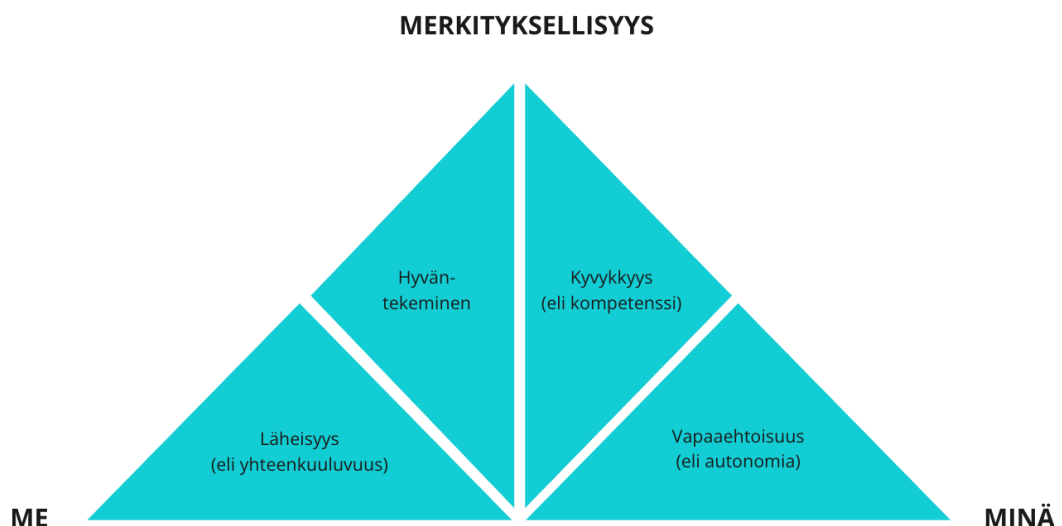 MERKITYKSELLISYYS
Hyvän-
tekeminen
Kyvykkyys
(eli kompetenssi)
Läheisyys
(eli yhteenkuuluvuus)
Vapaaehtoisuus
(eli autonomia)
ME
MINÄ